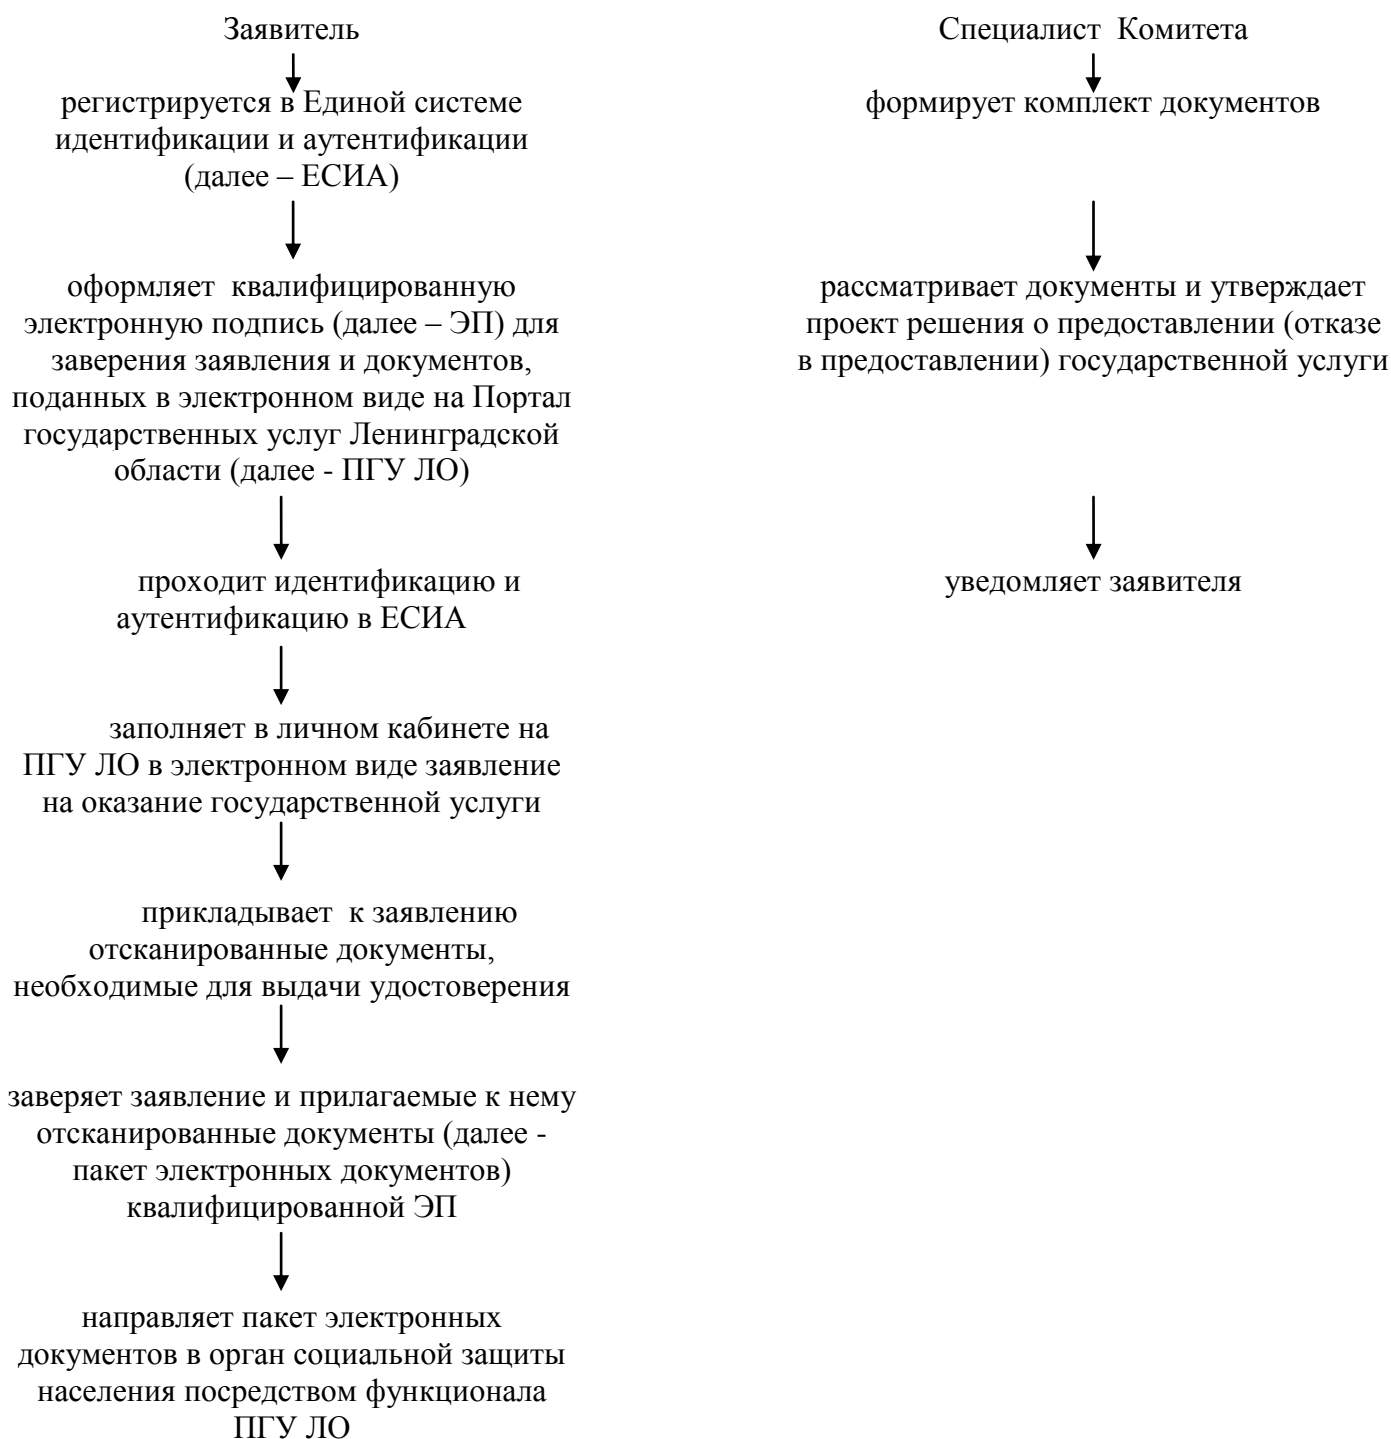 Заявитель
регистрируется в Единой системе
идентификации и аутентификации
(далее – ЕСИА)
оформляет квалифицированную
электронную подпись (далее – ЭП) для
заверения заявления и документов,
поданных в электронном виде на Портал
государственных услуг Ленинградской
области (далее - ПГУ ЛО)
проходит идентификацию и
аутентификацию в ЕСИА
заполняет в личном кабинете на
ПГУ ЛО в электронном виде заявление
на оказание государственной услуги
прикладывает к заявлению
отсканированные документы,
необходимые для выдачи удостоверения
заверяет заявление и прилагаемые к нему
отсканированные документы (далее -
пакет электронных документов)
квалифицированной ЭП
направляет пакет электронных
документов в орган социальной защиты
населения посредством функционала
ПГУ ЛО
Специалист Комитета
формирует комплект документов
рассматривает документы и утверждает
проект решения о предоставлении (отказе
в предоставлении) государственной услуги
уведомляет заявителя